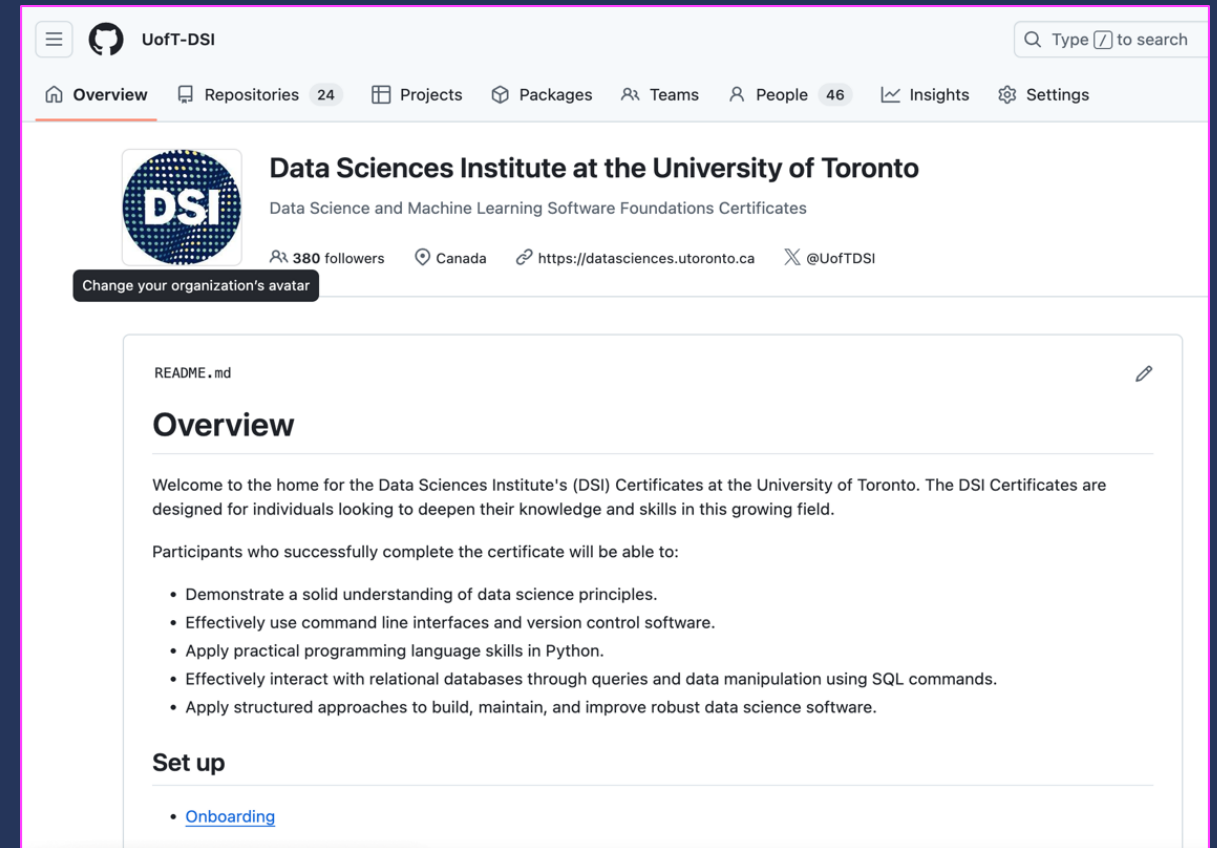 UofT-DSI
Type / to search
Overview
Repositories 24
Projects
Packages
Teams
People 46
Insights
Settings
DSI
Data Sciences Institute at the University of Toronto
Data Science and Machine Learning Software Foundations Certificates
380 followers
Canada
https://datasciences.utoronto.ca
@UofTDSI
Change your organization's avatar
README.md
Overview
Welcome to the home for the Data Sciences Institute's (DSI) Certificates at the University of Toronto. The DSI Certificates are
designed for individuals looking to deepen their knowledge and skills in this growing field.
Participants who successfully complete the certificate will be able to:
• Demonstrate a solid understanding of data science principles.
• Effectively use command line interfaces and version control software.
• Apply practical programming language skills in Python.
• Effectively interact with relational databases through queries and data manipulation using SQL commands.
• Apply structured approaches to build, maintain, and improve robust data science software.
Set up
• Onboarding